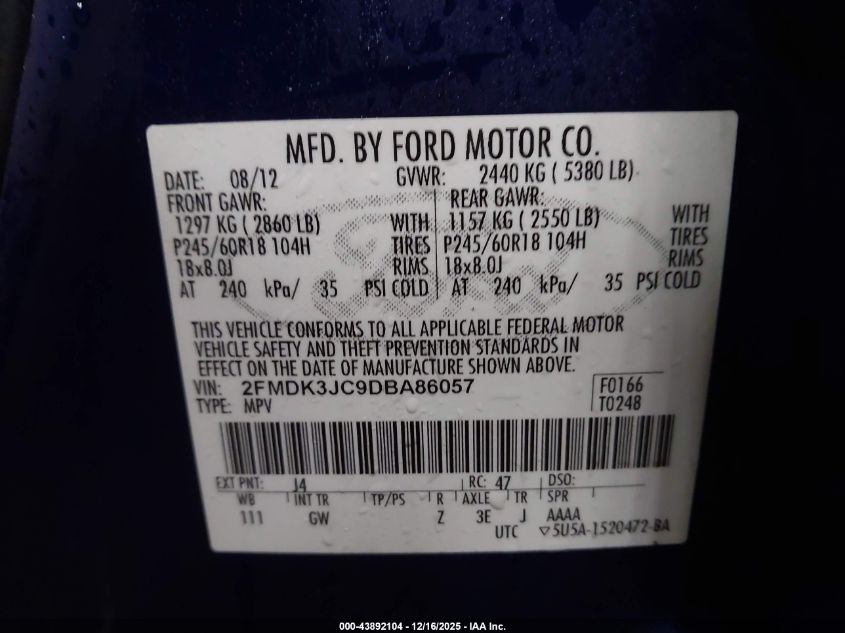 MFD. BY FORD MOTOR CO.
DATE: 08/12 GVWR: 2440 KG ( 5380 LB)
FRONT GAWR: REAR GAWR:
1297 KG ( 2860 LB) WITH 1157 KG ( 2550 LB) WITH
P245/60R18 104H TIRES P245/60R18 104H TIRES
18x8.0J RIMS 18x8.0J RIMS
AT 240 kPa/ 35 PSI COLD AT 240 kPa/ 35 PSI COLD
THIS VEHICLE CONFORMS TO ALL APPLICABLE FEDERAL MOTOR
VEHICLE SAFETY AND THEFT PREVENTION STANDARDS IN
EFFECT ON THE DATE OF MANUFACTURE SHOWN ABOVE.
VIN: 2FMDK3JC9DBA86057 F0166
TYPE: MPV T0248
EXT PNT: J4 RC: 47 DSO:
WB INT TR TP/PS R AXLE TR SPR
111 GW Z 3E J AAAA
UTC ▽5U5A-1520472-BA
000-43892104 - 12/16/2025 - IAA Inc.